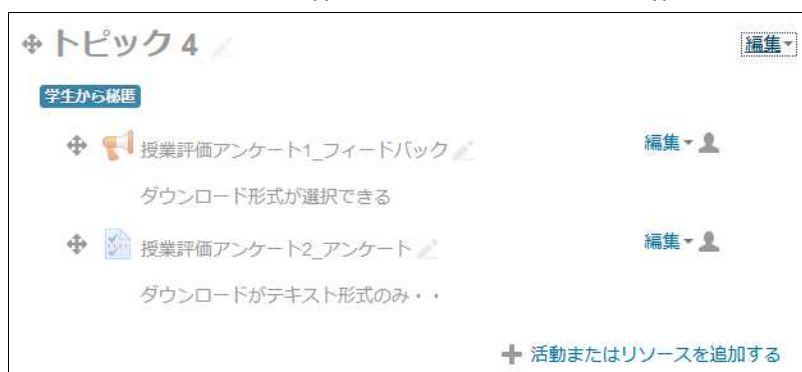 トピック 4
編集
学生から秘匿
授業評価アンケート1_フィードバック
編集
ダウンロード形式が選択できる
授業評価アンケート2_アンケート
編集
ダウンロードがテキスト形式のみ・・
活動またはリソースを追加する